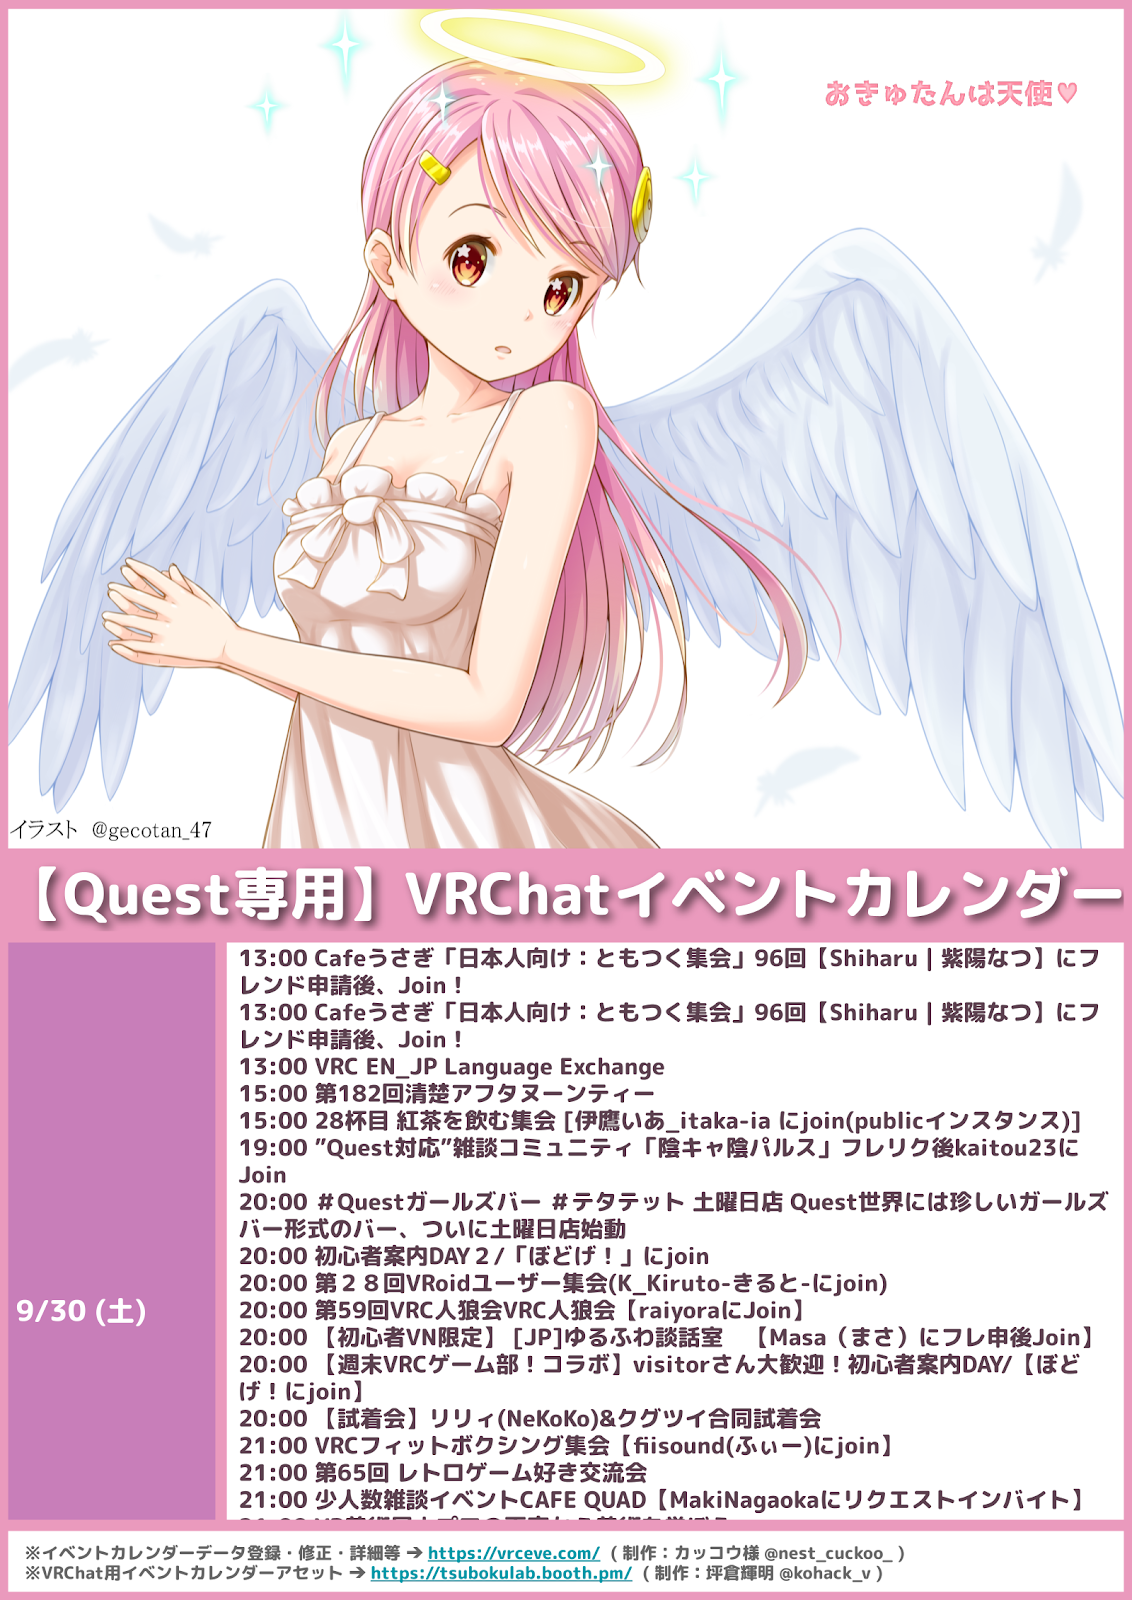 おきゅたんは天使♥
イラスト @gecotan_47
【Quest専用】VRChatイベントカレンダー
9/30 (土)
13:00 Cafeうさぎ「日本人向け：ともつく集会」96回【Shiharu | 紫陽なつ】にフ
レンド申請後、Join！
13:00 Cafeうさぎ「日本人向け：ともつく集会」96回【Shiharu | 紫陽なつ】にフ
レンド申請後、Join！
13:00 VRC EN_JP Language Exchange
15:00 第182回清楚アフタヌーンティー
15:00 28杯目 紅茶を飲む集会 [伊鷹いあ_itaka-ia にjoin(publicインスタンス)]
19:00 ”Quest対応”雑談コミュニティ「陰キャ陰パルス」フレリク後kaitou23に
Join
20:00 ＃Questガールズバー ＃テタテット 土曜日店 Quest世界には珍しいガールズ
バー形式のバー、ついに土曜日店始動
20:00 初心者案内DAY２/「ぼどげ！」にjoin
20:00 第２８回VRoidユーザー集会(K_Kiruto-きると-にjoin)
20:00 第59回VRC人狼会VRC人狼会【raiyoraにJoin】
20:00 【初心者VN限定】 [JP]ゆるふわ談話室　【Masa（まさ）にフレ申後Join】
20:00 【週末VRCゲーム部！コラボ】visitorさん大歓迎！初心者案内DAY/【ぼど
げ！にjoin】
20:00 【試着会】リリィ(NeKoKo)&クグツイ合同試着会
21:00 VRCフィットボクシング集会【fiisound(ふぃー)にjoin】
21:00 第65回 レトロゲーム好き交流会
21:00 少人数雑談イベントCAFE QUAD【MakiNagaokaにリクエストインバイト】
※イベントカレンダーデータ登録・修正・詳細等 ➔ https://vrceve.com/ （ 制作：カッコウ様 @nest_cuckoo_ ）
※VRChat用イベントカレンダーアセット ➔ https://tsubokulab.booth.pm/ （ 制作：坪倉輝明 @kohack_v ）